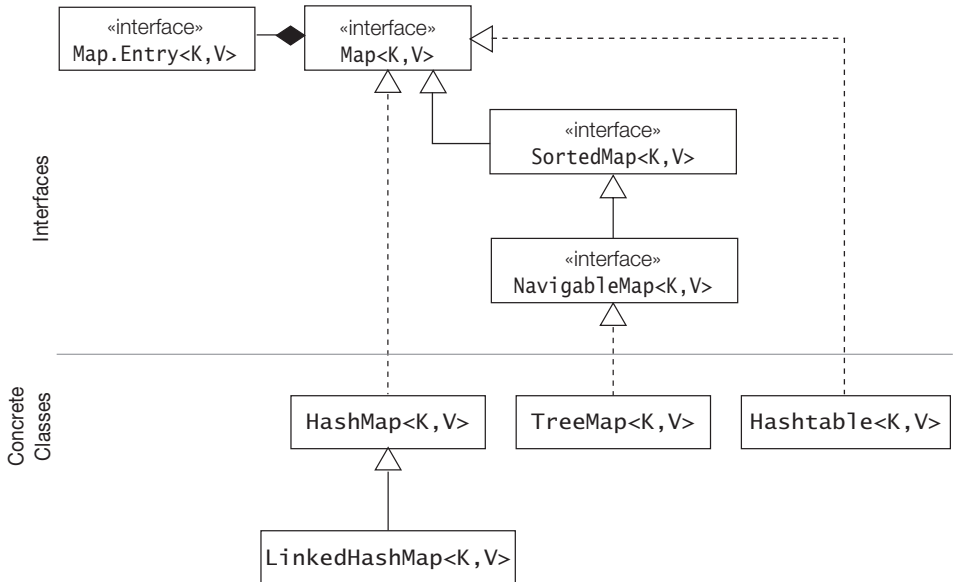 «interface»
Map.Entry<K,V>
«interface»
Map<K,V>
«interface»
SortedMap<K,V>
«interface»
NavigableMap<K,V>
Interfaces
Concrete
Classes
HashMap<K,V>
TreeMap<K,V>
Hashtable<K,V>
LinkedHashMap<K,V>